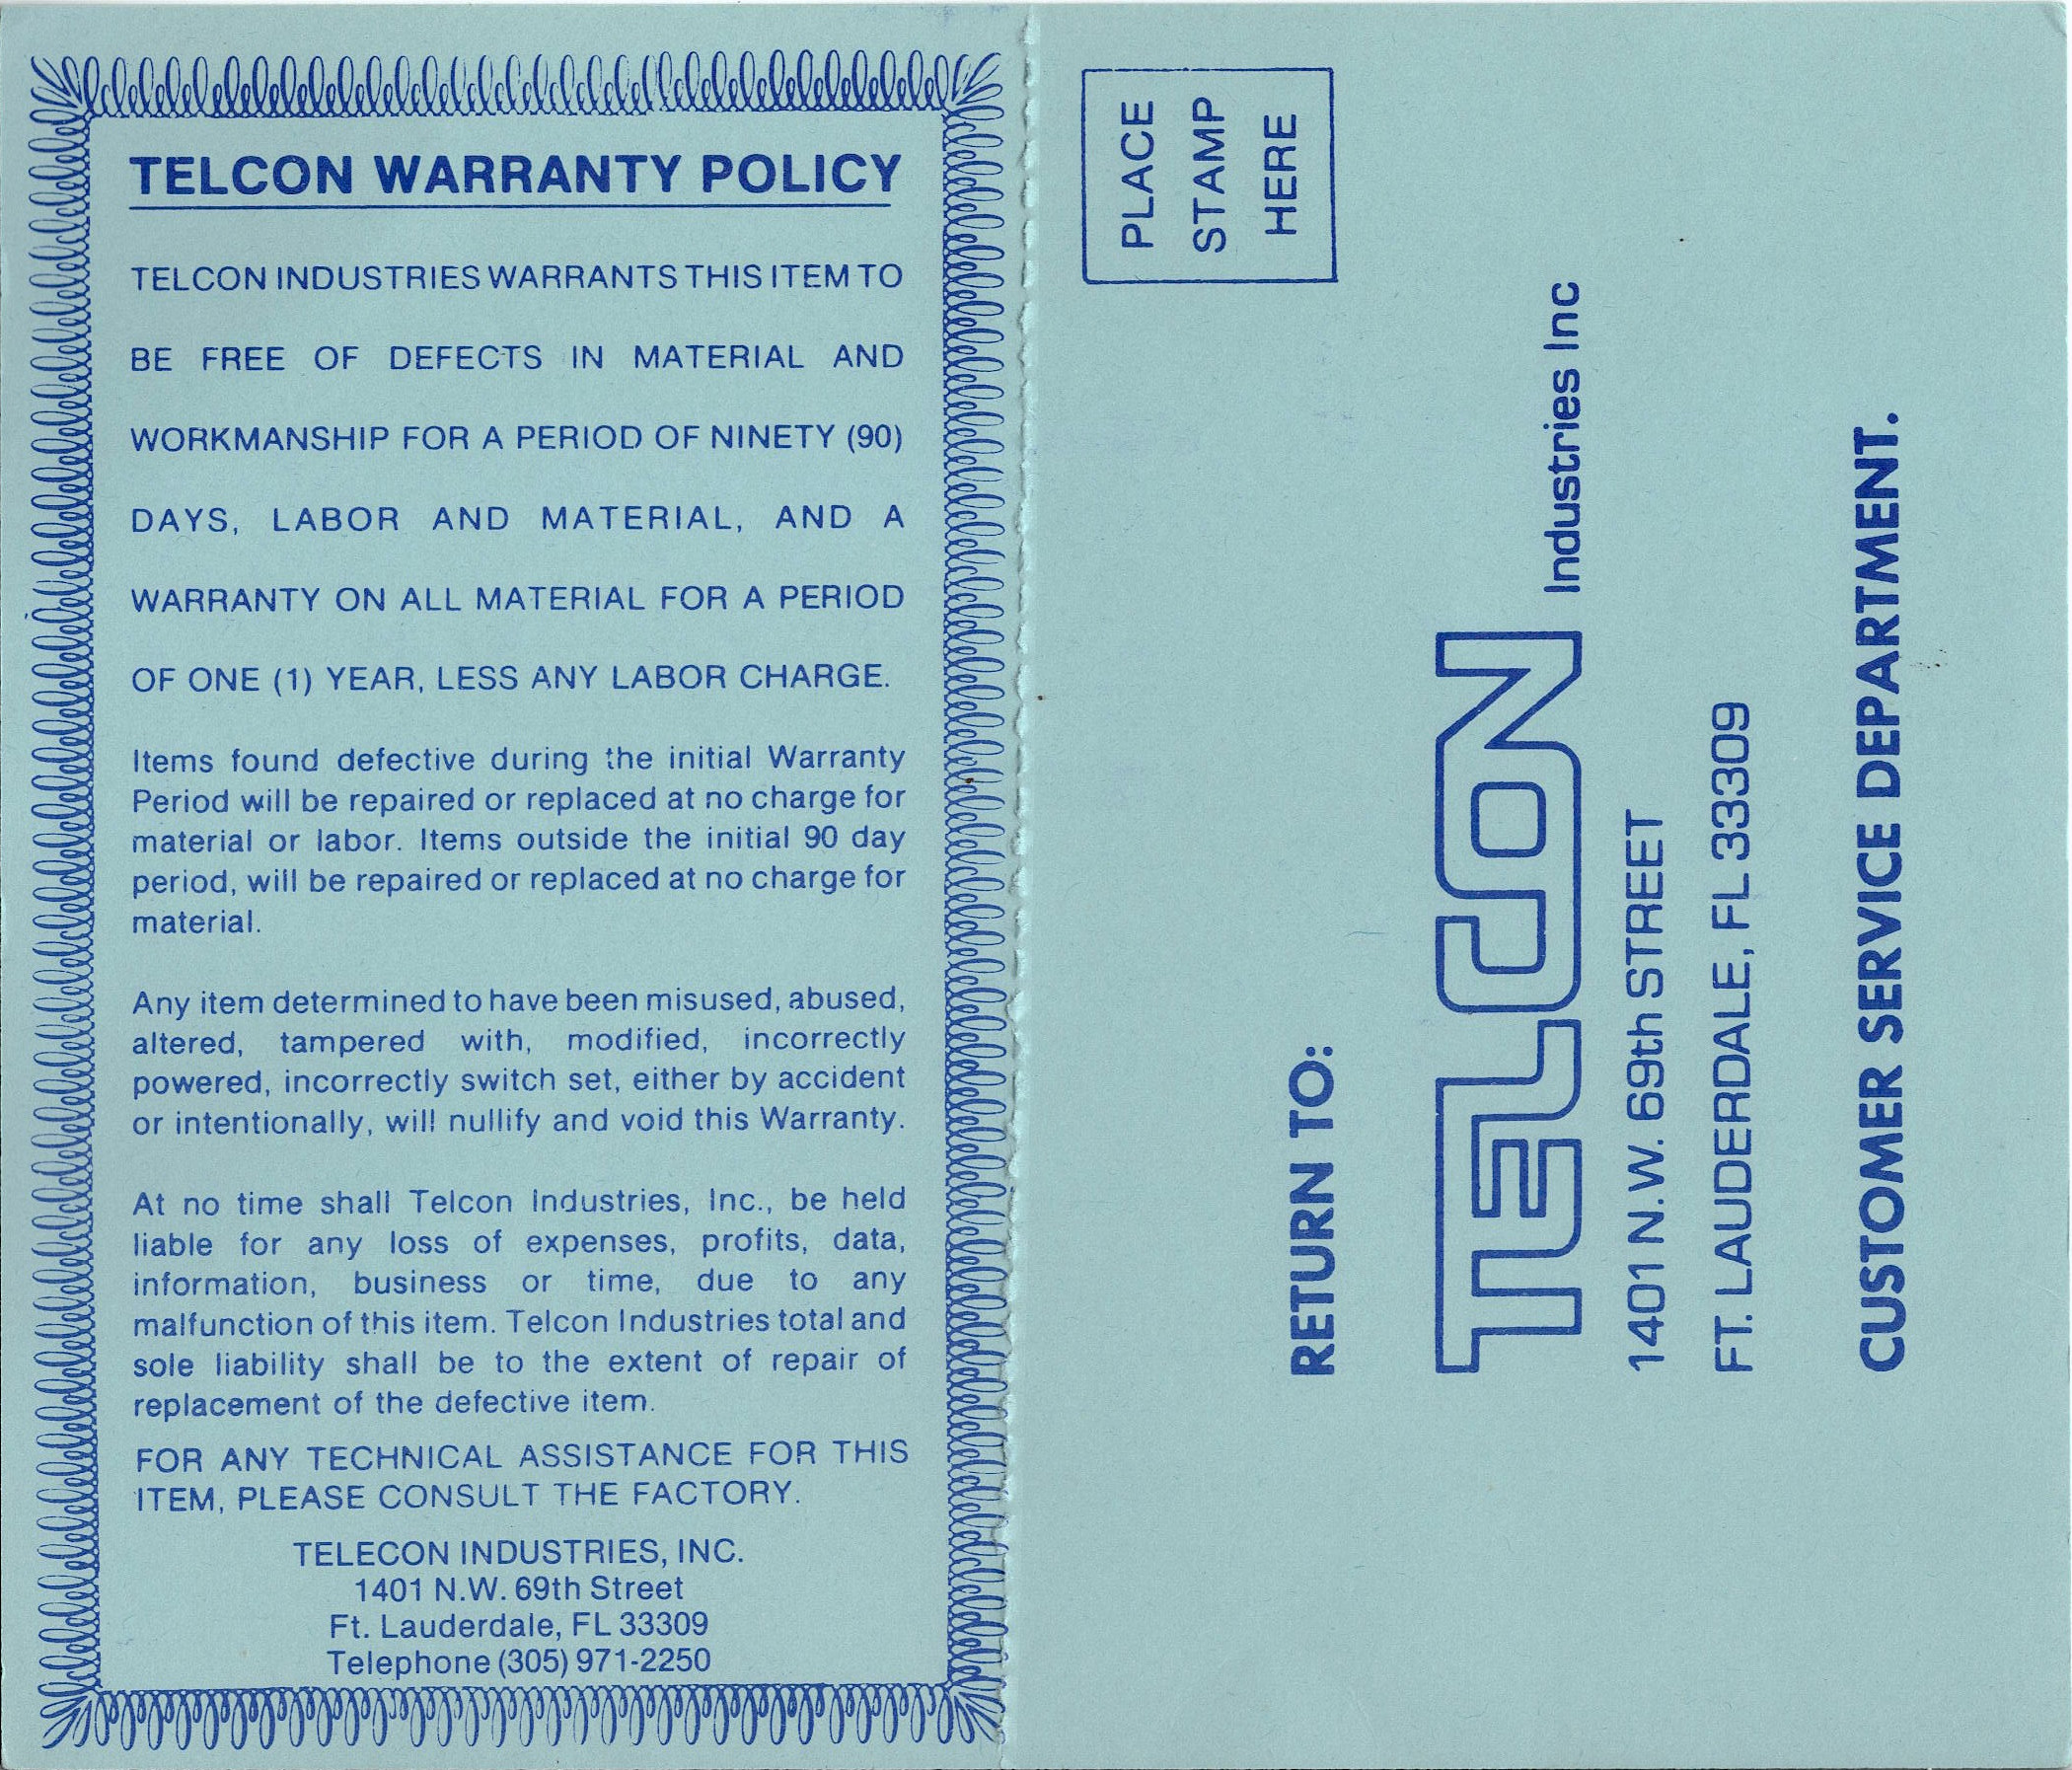 TELCON WARRANTY POLICY
TELCON INDUSTRIES WARRANTS THIS ITEM TO
BE FREE OF DEFECTS IN MATERIAL AND
WORKMANSHIP FOR A PERIOD OF NINETY (90)
DAYS, LABOR AND MATERIAL, AND A
WARRANTY ON ALL MATERIAL FOR A PERIOD
OF ONE (1) YEAR, LESS ANY LABOR CHARGE.
Items found defective during the initial Warranty
Period will be repaired or replaced at no charge for
material or labor. Items outside the initial 90 day
period, will be repaired or replaced at no charge for
material.
Any item determined to have been misused, abused,
altered, tampered with, modified, incorrectly
powered, incorrectly switch set, either by accident
or intentionally, will nullify and void this Warranty.
At no time shall Telcon Industries, Inc., be held
liable for any loss of expenses, profits, data,
information, business or time, due to any
malfunction of this item. Telcon Industries total and
sole liability shall be to the extent of repair of
replacement of the defective item.
FOR ANY TECHNICAL ASSISTANCE FOR THIS
ITEM, PLEASE CONSULT THE FACTORY.
TELECON INDUSTRIES, INC.
1401 N.W. 69th Street
Ft. Lauderdale, FL 33309
Telephone (305) 971-2250
PLACE
STAMP
HERE
RETURN TO:
TELCON Industries Inc
1401 N.W. 69th STREET
FT. LAUDERDALE, FL 33309
CUSTOMER SERVICE DEPARTMENT.